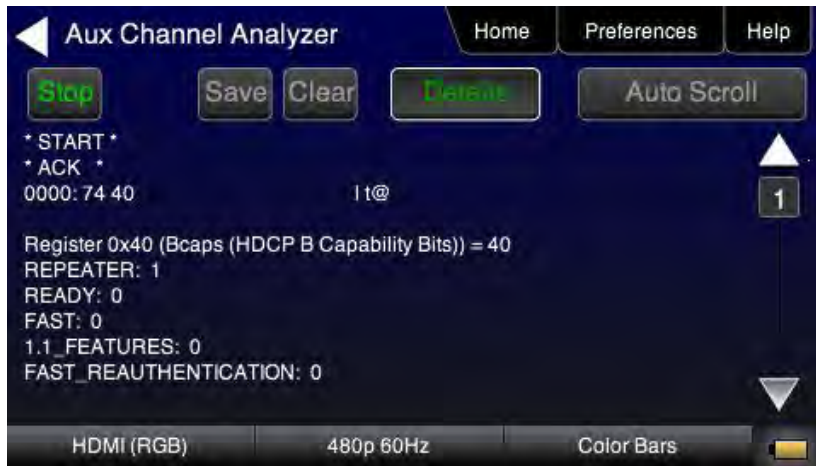 Aux Channel Analyzer
Home
Preferences
Help
Stop
Save
Clear
Details
Auto Scroll
* START *
* ACK *
0000: 74 40 | t@
1
Register 0x40 (Bcaps (HDCP B Capability Bits)) = 40
REPEATER: 1
READY: 0
FAST: 0
1.1_FEATURES: 0
FAST_REAUTHENTICATION: 0
HDMI (RGB)
480p 60Hz
Color Bars